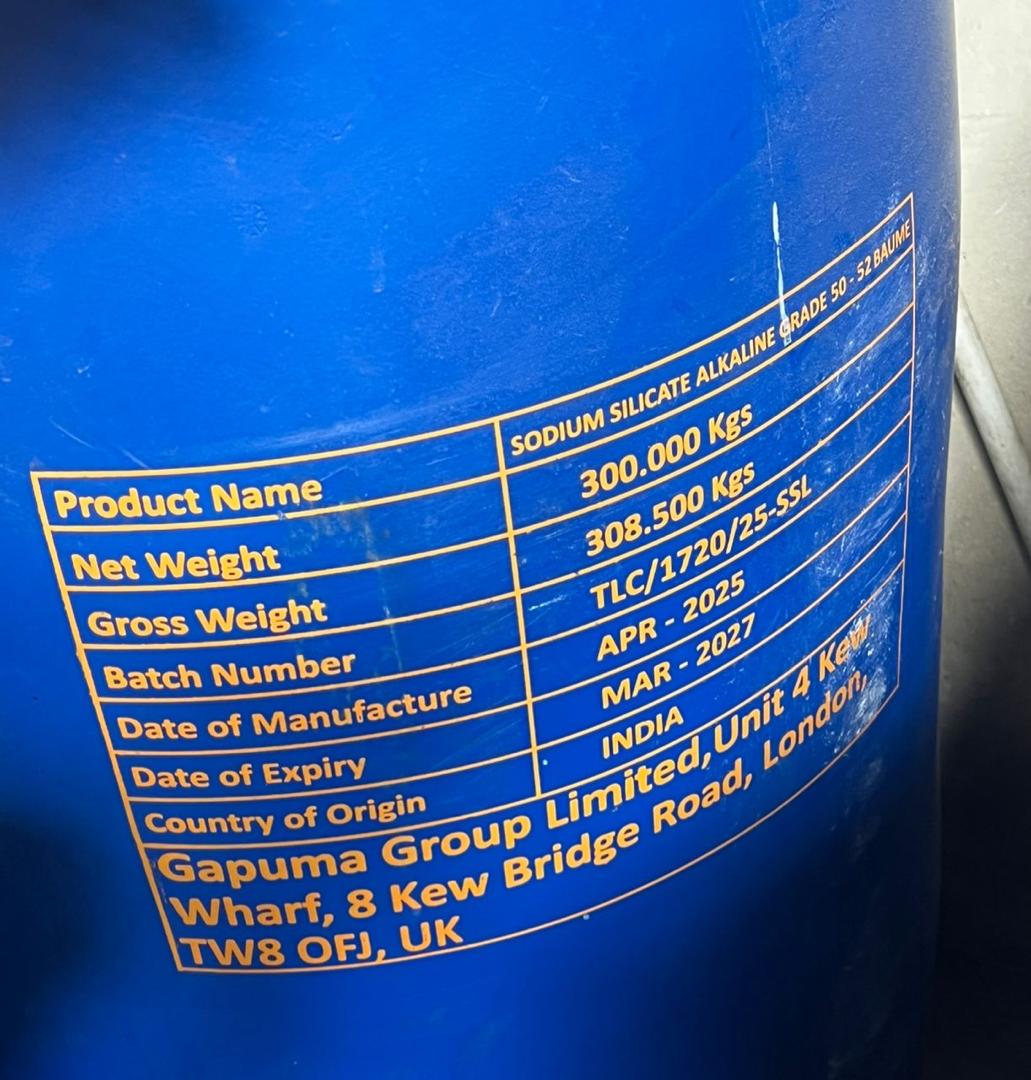 Product Name SODIUM SILICATE ALKALINE GRADE 50 - 52 BAUME
Net Weight 300.000 Kgs
Gross Weight 308.500 Kgs
Batch Number TLC/1720/25-SSL
Date of Manufacture APR - 2025
Date of Expiry MAR - 2027
Country of Origin INDIA
Gapuma Group Limited, Unit 4 Kew
Wharf, 8 Kew Bridge Road, London,
TW8 OFJ, UK